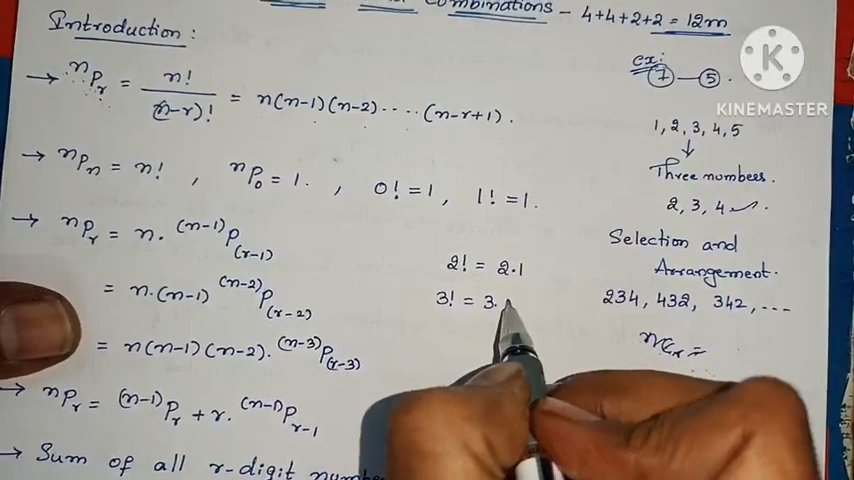 Combinations - 4+4+2+2 = 12m
Introduction :
→ nPr = n! / (n-r)! = n(n-1)(n-2)....(n-r+1).
→ nPn = n! , nP0 = 1. , 0! = 1, 1! = 1.
→ nPr = n. (n-1)P(r-1)
= n.(n-1) (n-2)P(r-2)
= n(n-1)(n-2). (n-3)P(r-3)
→ nPr = (n-1)Pr + r. (n-1)Pr-1
→ Sum of all r-digit
2! = 2.1
3! = 3.
ex:
7 — 5.
1, 2, 3, 4, 5
↓
Three numbers.
2, 3, 4 ✓.
Selection and
Arrangement.
234, 432, 342, ...
nCr =
K
KINEMASTER